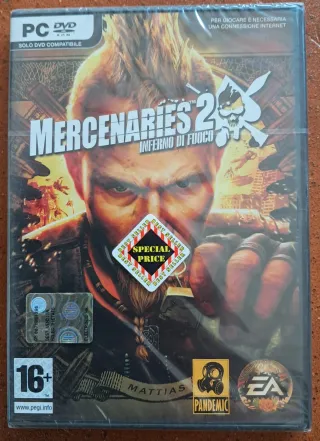 PC DVD
ROM
SOLO DVD COMPATIBILE
PER GIOCARE È NECESSARIA
UNA CONNESSIONE INTERNET
MERCENARIES 2
INFERNO DI FUOCO
SPECIAL
PRICE
16+
www.pegi.info
MATTIAS
PANDEMIC
EA